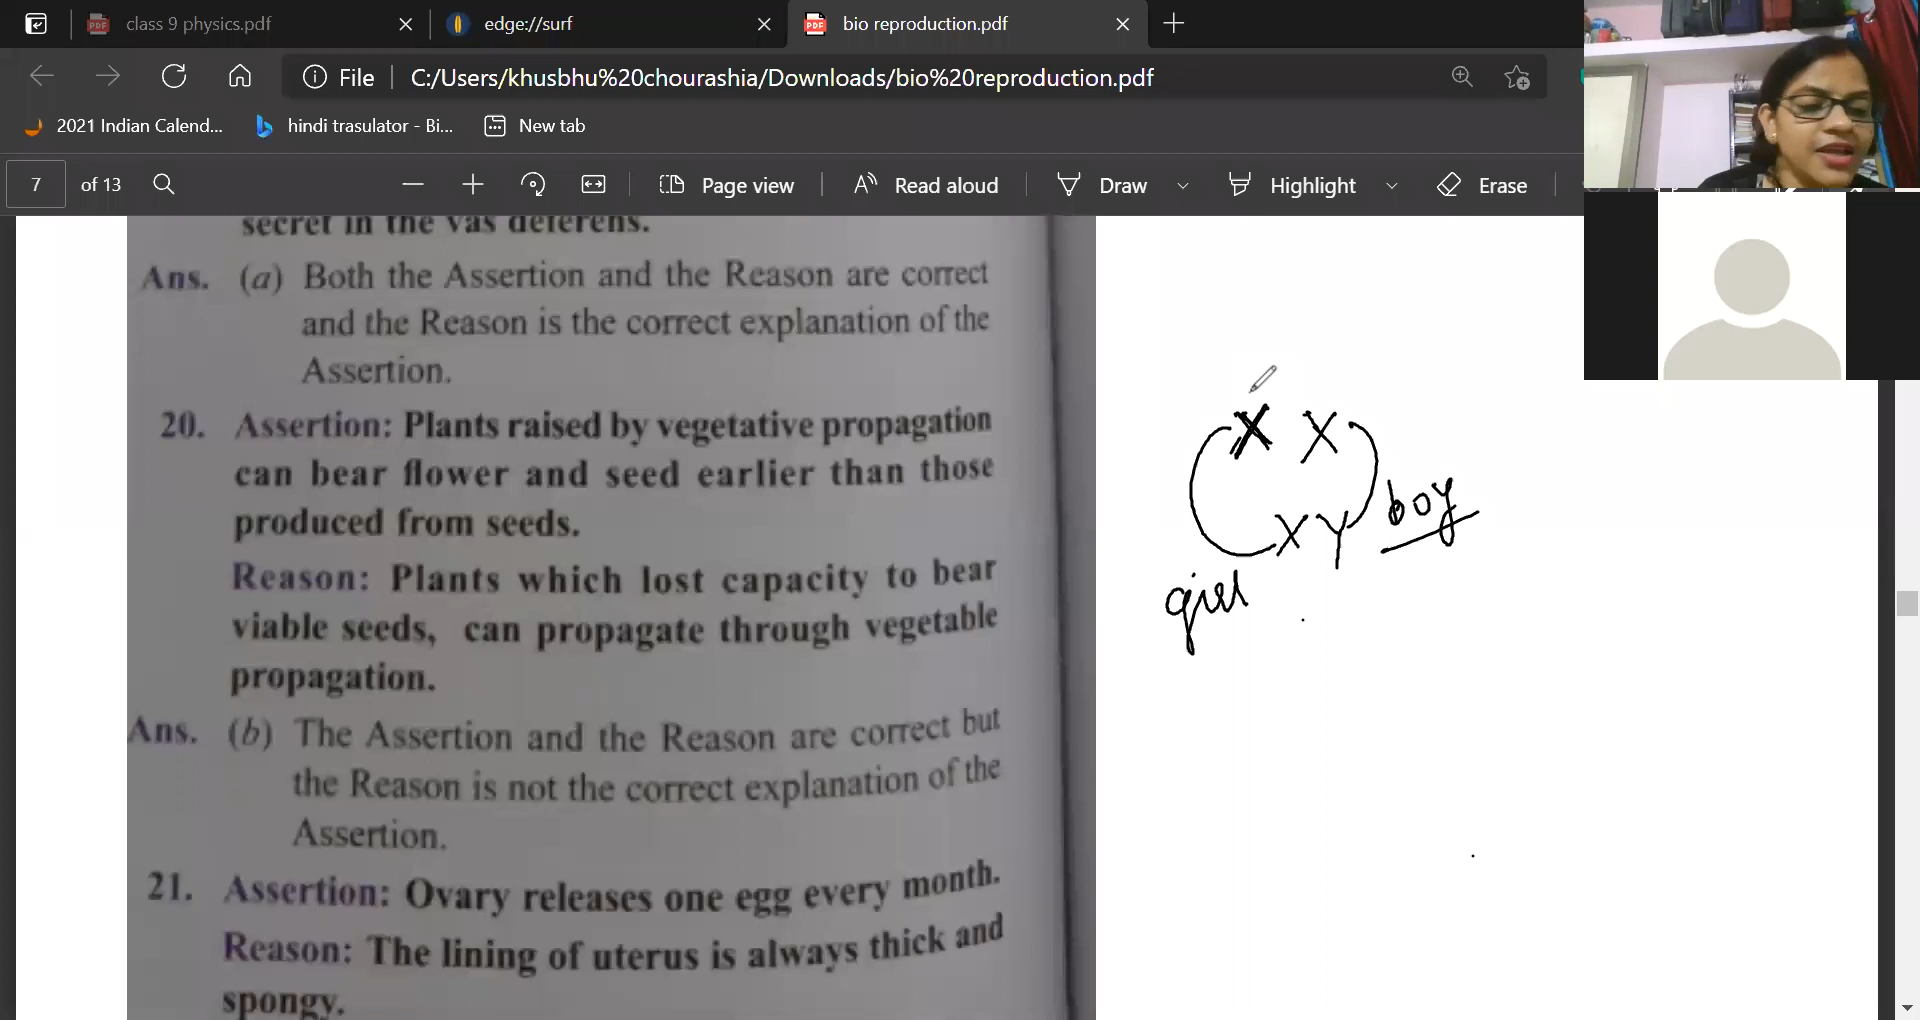 class 9 physics.pdf
edge://surf
bio reproduction.pdf
File
C:/Users/khusbhu%20chourashia/Downloads/bio%20reproduction.pdf
2021 Indian Calend...
hindi trasulator - Bi...
New tab
7 of 13
Page view
Read aloud
Draw
Highlight
Erase
secret in the vas deferens.
Ans. (a) Both the Assertion and the Reason are correct
and the Reason is the correct explanation of the
Assertion.
20. Assertion: Plants raised by vegetative propagation
can bear flower and seed earlier than those
produced from seeds.
Reason: Plants which lost capacity to bear
viable seeds, can propagate through vegetable
propagation.
Ans. (b) The Assertion and the Reason are correct but
the Reason is not the correct explanation of the
Assertion.
21. Assertion: Ovary releases one egg every month.
Reason: The lining of uterus is always thick and
spongy.
X X
boy
XY
girl